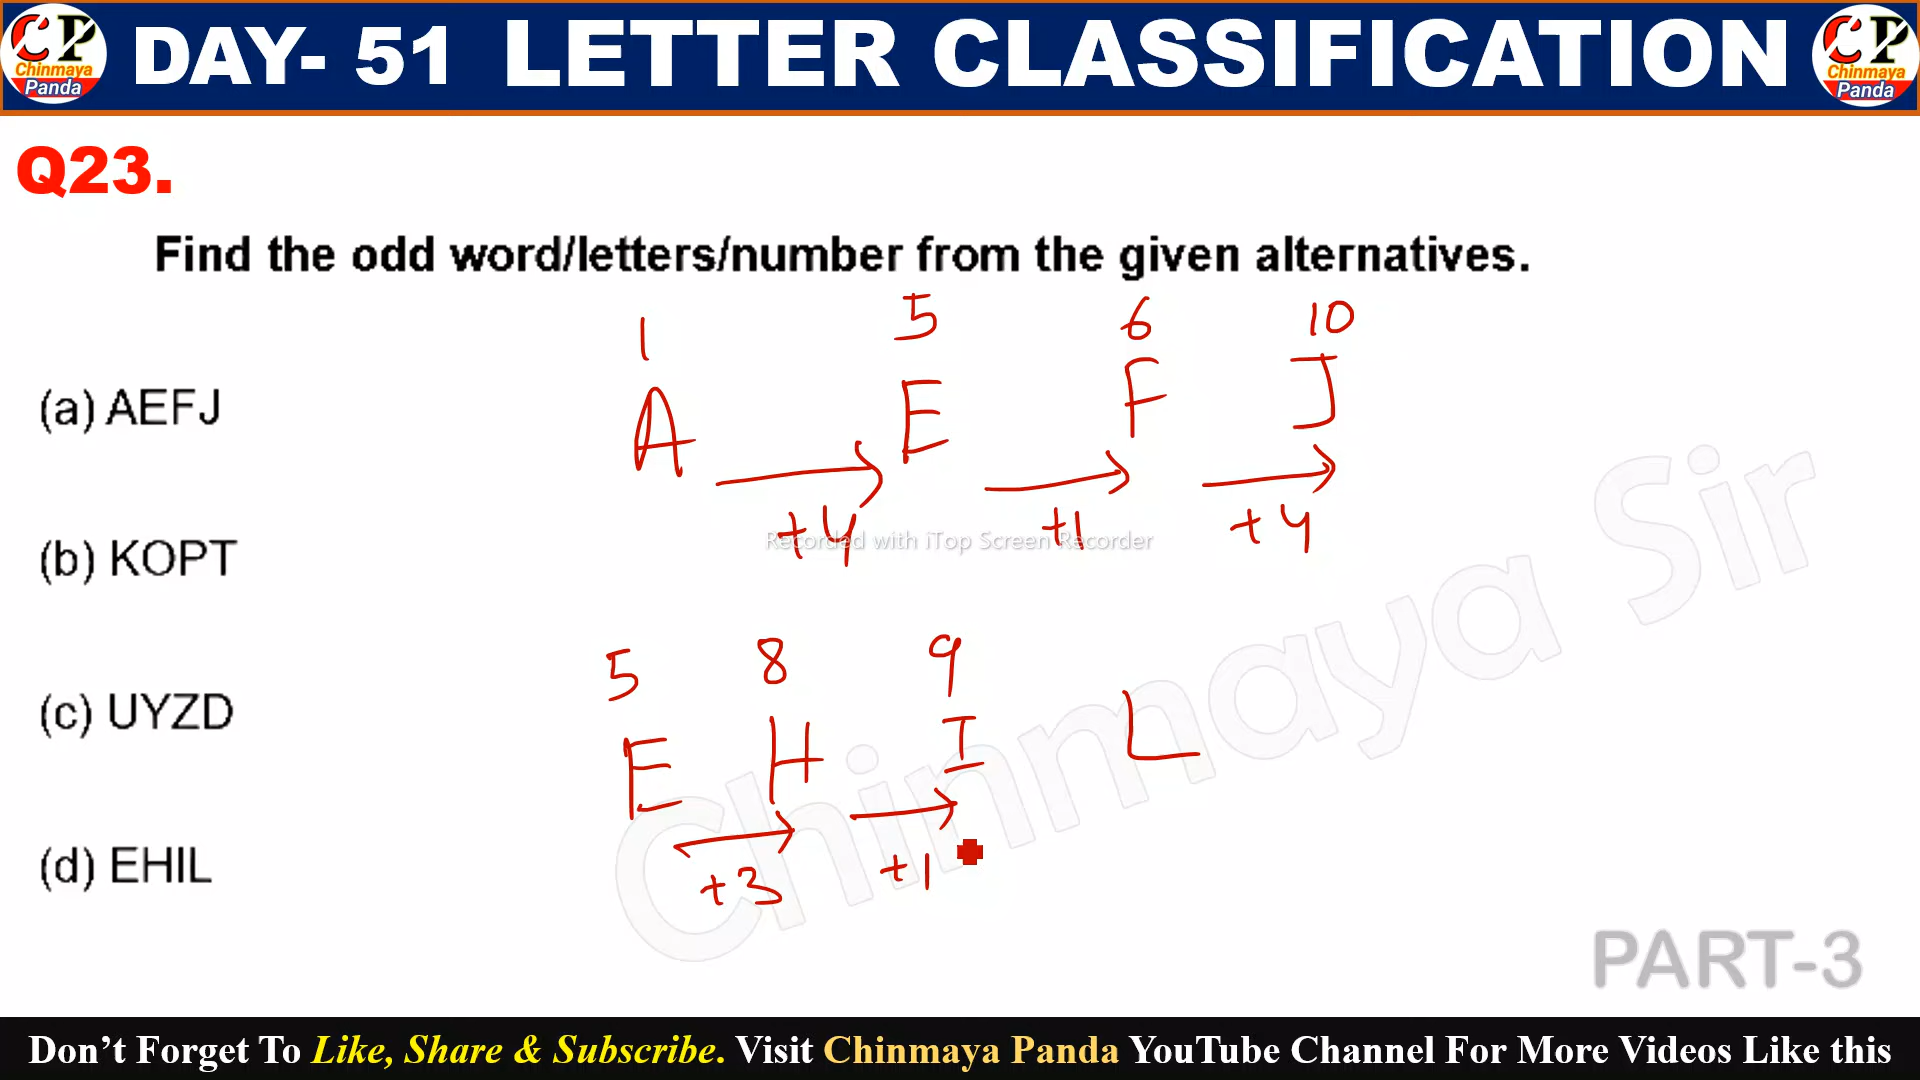 CP Chinmaya Panda DAY- 51 LETTER CLASSIFICATION CP Chinmaya Panda
Q23.
Find the odd word/letters/number from the given alternatives.
1 5 6 10
(a) AEFJ A E F J
+4 +1 +4
Recorded with iTop Screen Recorder
(b) KOPT
5 8 9
(c) UYZD E H I L
+3 +1
(d) EHIL
Chinmaya Sir
PART-3
Don't Forget To Like, Share & Subscribe. Visit Chinmaya Panda YouTube Channel For More Videos Like this